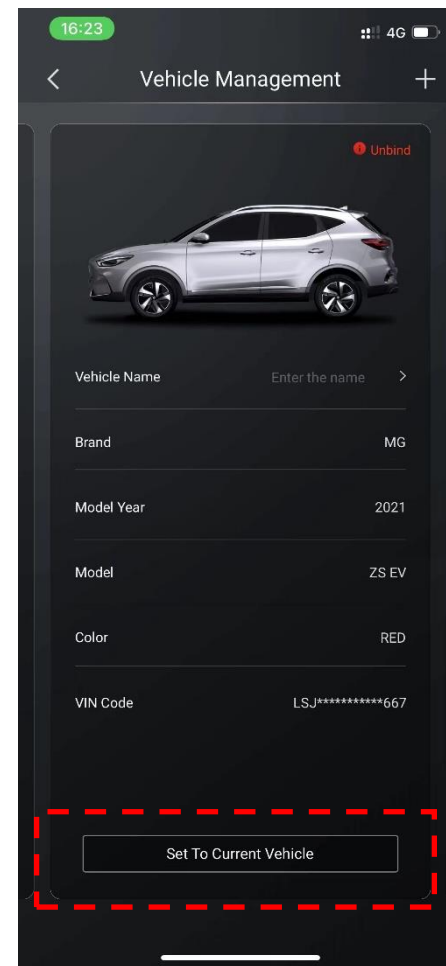 16:23
4G
Vehicle Management
Unbind
Vehicle Name Enter the name
Brand MG
Model Year 2021
Model ZS EV
Color RED
VIN Code LSJ***********667
Set To Current Vehicle